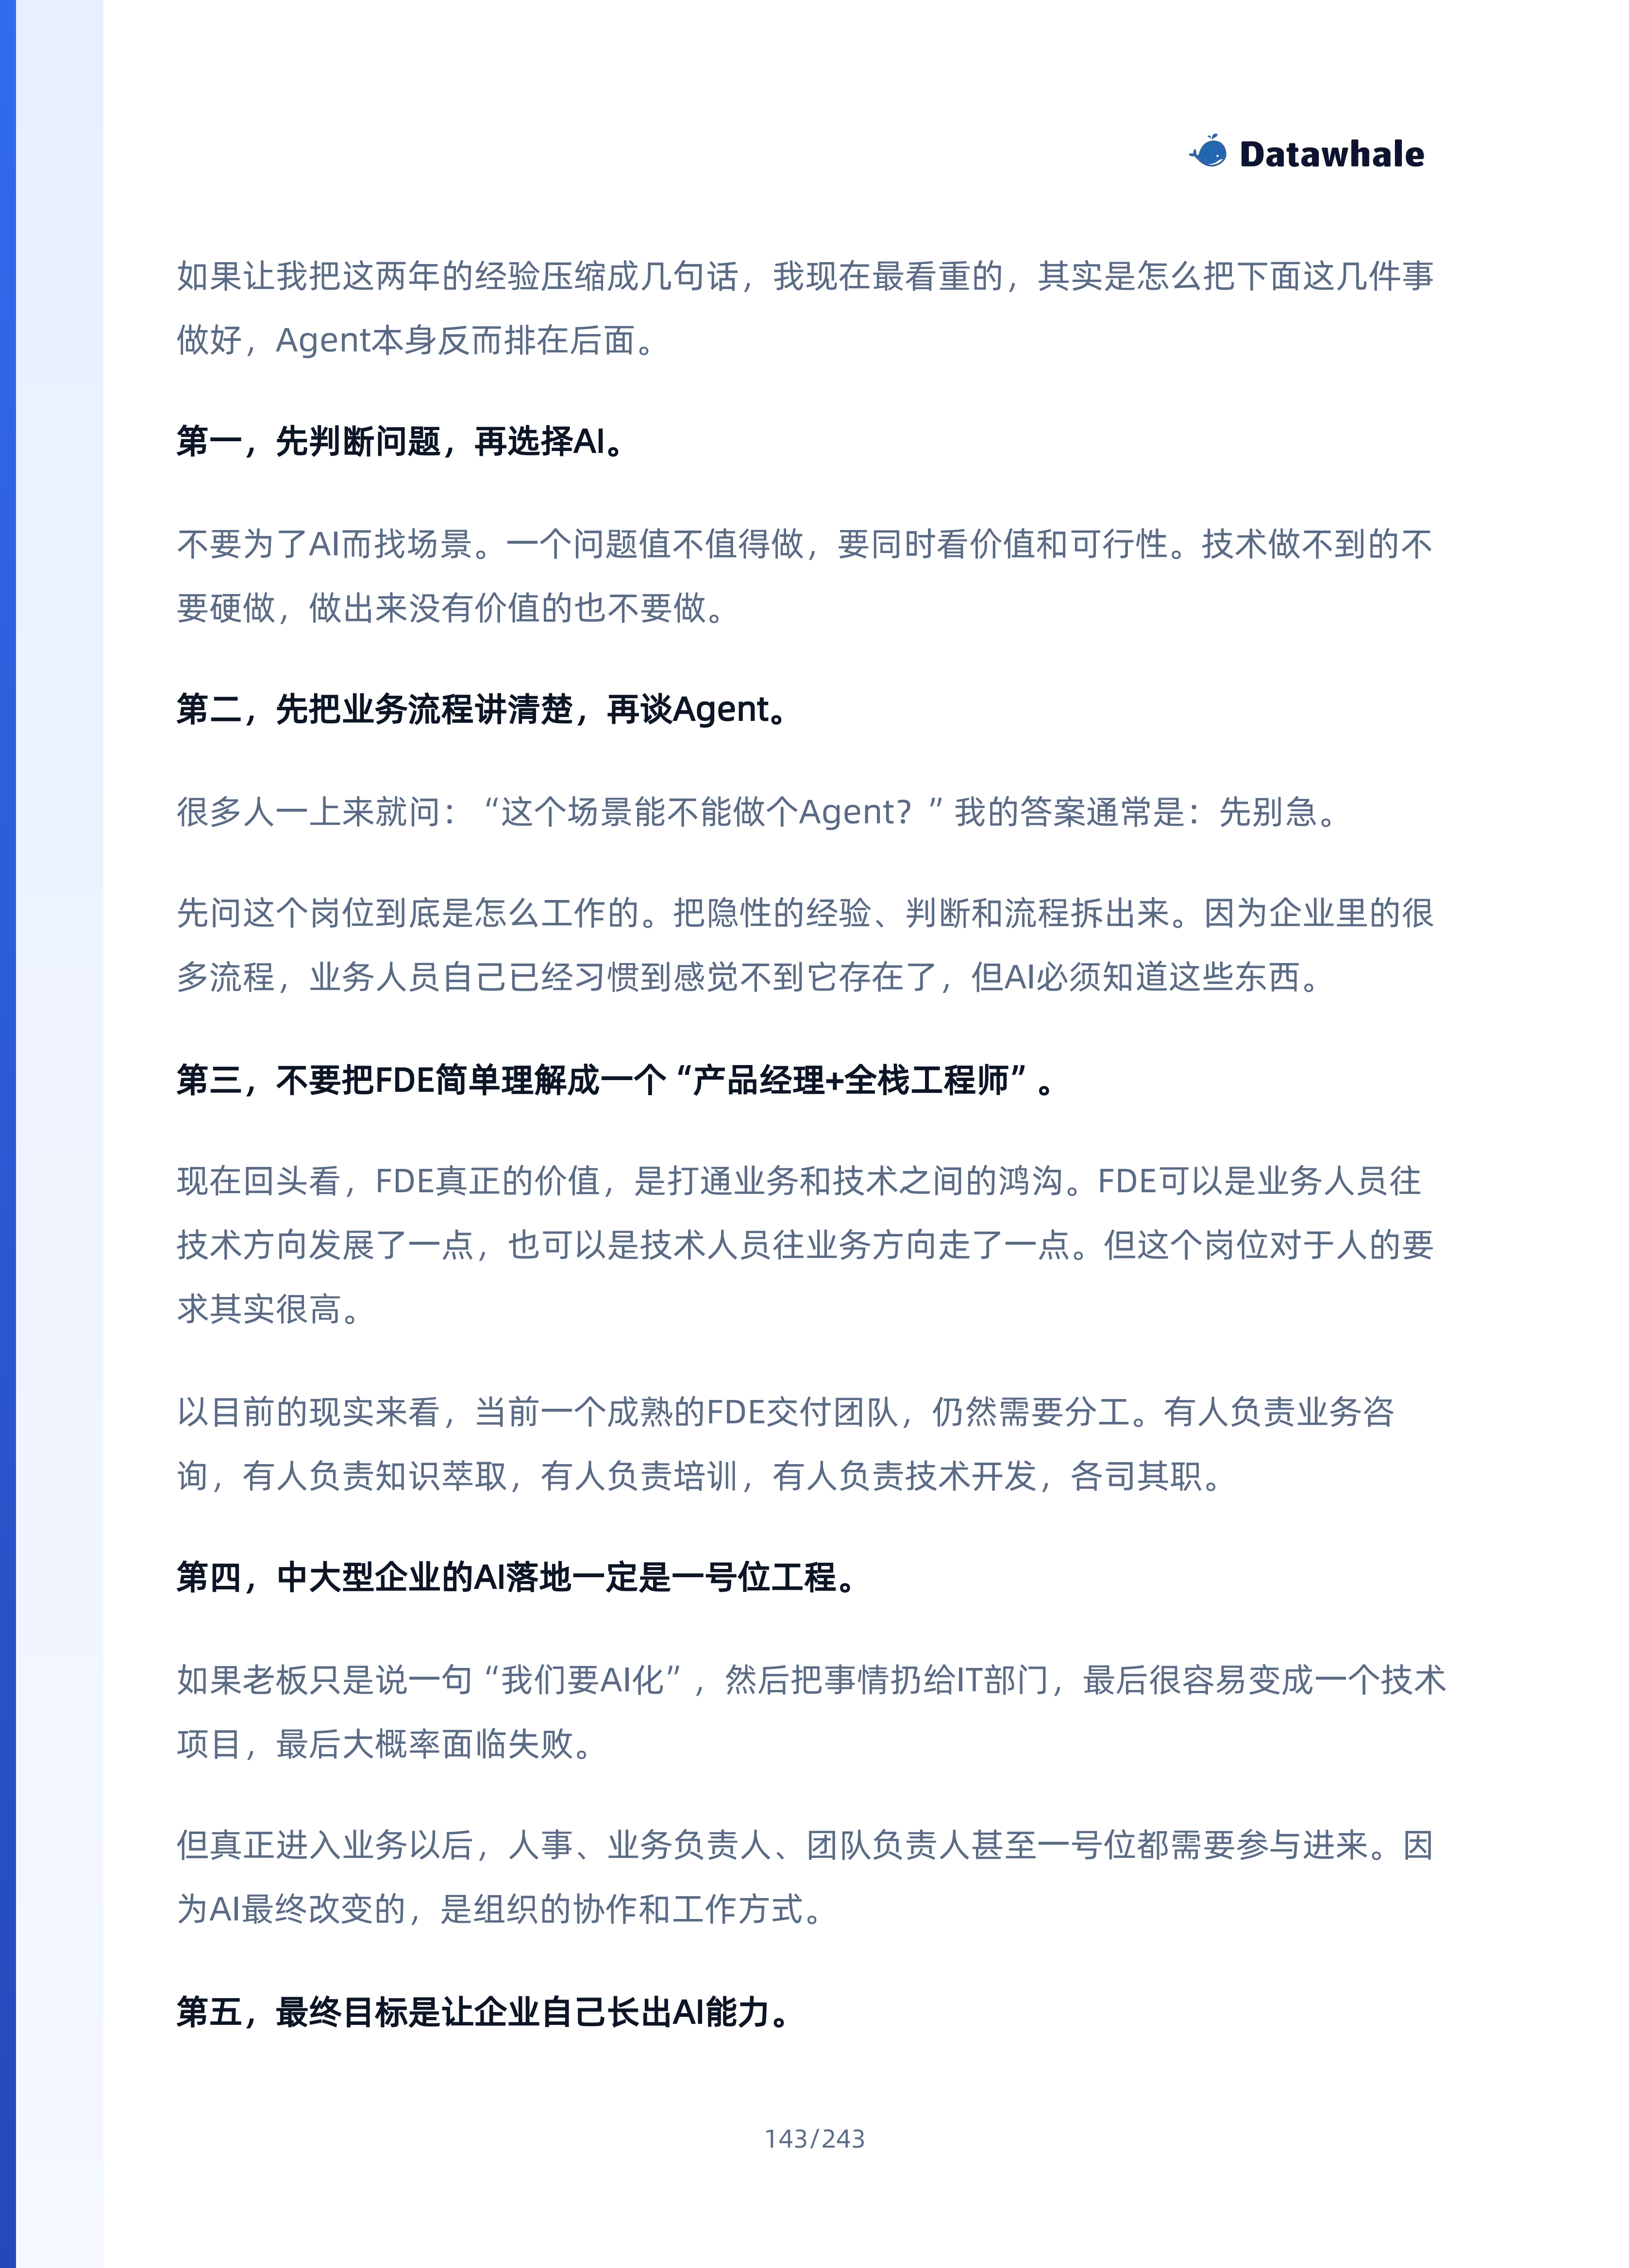 Datawhale
如果让我把这两年的经验压缩成几句话，我现在最看重的，其实是怎么把下面这几件事
做好，Agent本身反而排在后面。
第一，先判断问题，再选择AI。
不要为了AI而找场景。一个问题值不值得做，要同时看价值和可行性。技术做不到的不
要硬做，做出来没有价值的也不要做。
第二，先把业务流程讲清楚，再谈Agent。
很多人一上来就问：“这个场景能不能做个Agent？”我的答案通常是：先别急。
先问这个岗位到底是怎么工作的。把隐性的经验、判断和流程拆出来。因为企业里的很
多流程，业务人员自己已经习惯到感觉不到它存在了，但AI必须知道这些东西。
第三，不要把FDE简单理解成一个“产品经理+全栈工程师”。
现在回头看，FDE真正的价值，是打通业务和技术之间的鸿沟。FDE可以是业务人员往
技术方向发展了一点，也可以是技术人员往业务方向走了一点。但这个岗位对于人的要
求其实很高。
以目前的现实来看，当前一个成熟的FDE交付团队，仍然需要分工。有人负责业务咨
询，有人负责知识萃取，有人负责培训，有人负责技术开发，各司其职。
第四，中大型企业的AI落地一定是一号位工程。
如果老板只是说一句“我们要AI化”，然后把事情扔给IT部门，最后很容易变成一个技术
项目，最后大概率面临失败。
但真正进入业务以后，人事、业务负责人、团队负责人甚至一号位都需要参与进来。因
为AI最终改变的，是组织的协作和工作方式。
第五，最终目标是让企业自己长出AI能力。
143/243